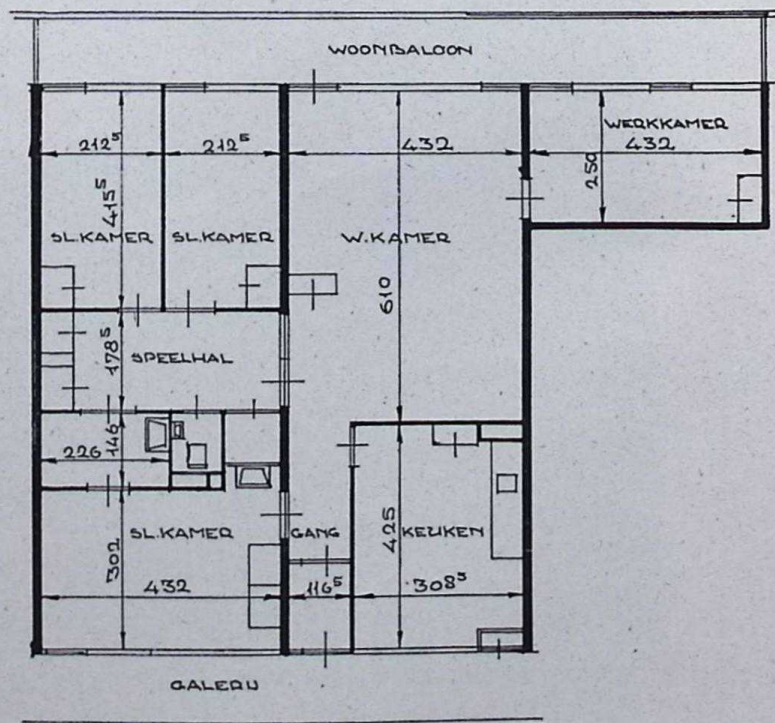 WOONBALCON
WERKKAMER
212⁵ 212⁵ 432 432
250
415⁵
SL.KAMER SL.KAMER W.KAMER
610
178⁵ SPEELHAL
146
226
SL.KAMER GANG KEUKEN
425
302
432 116⁵ 308⁵
GALERIJ